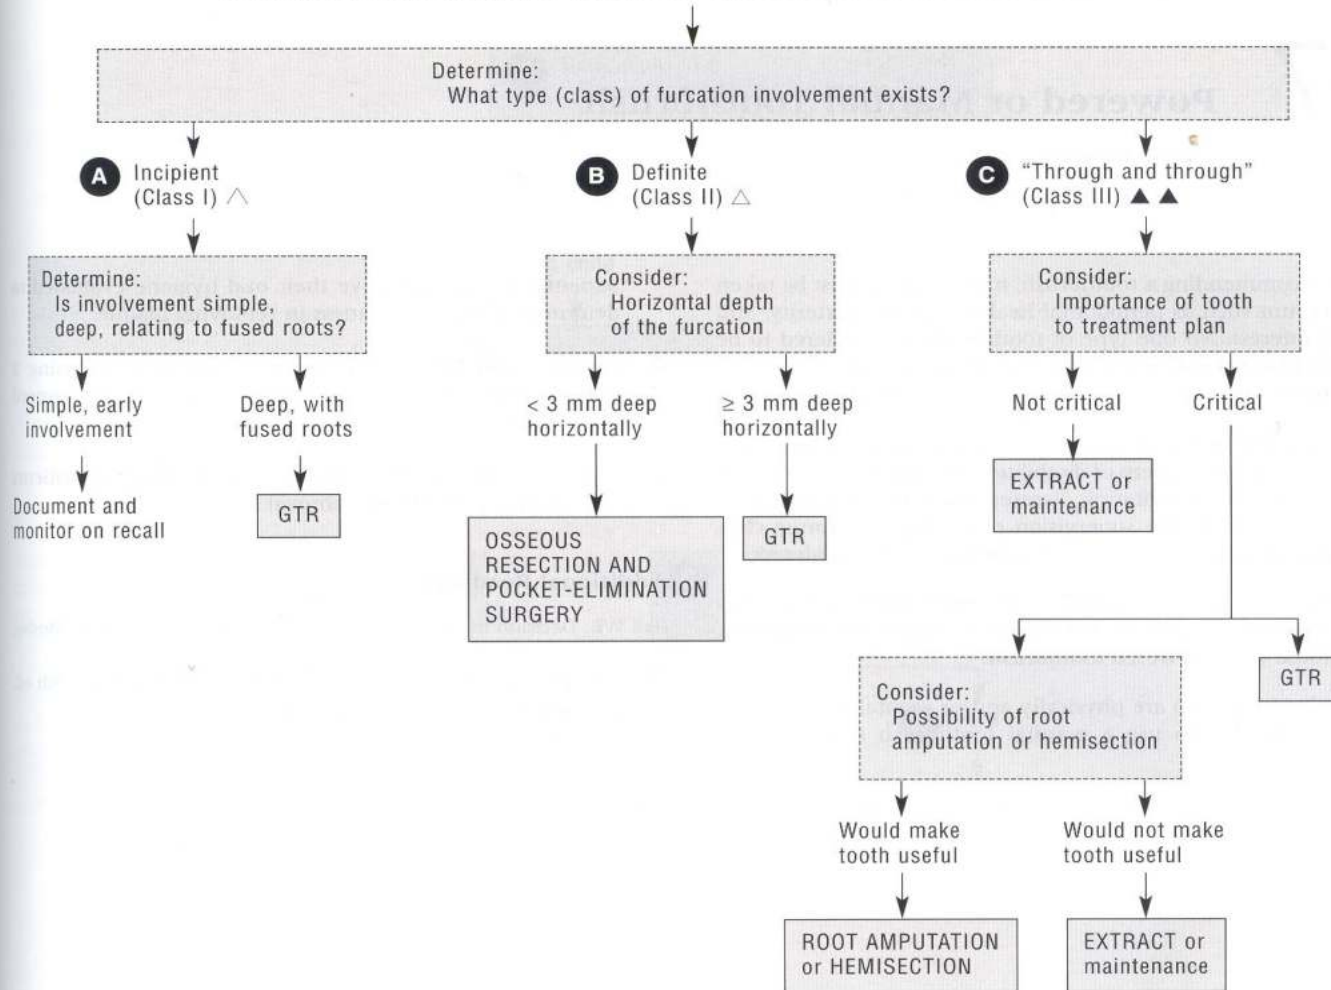 Determine:
What type (class) of furcation involvement exists?
A
Incipient
(Class I)
B
Definite
(Class II)
C
"Through and through"
(Class III)
Determine:
Is involvement simple,
deep, relating to fused roots?
Consider:
Horizontal depth
of the furcation
Consider:
Importance of tooth
to treatment plan
Simple, early
involvement
Deep, with
fused roots
< 3 mm deep
horizontally
≥ 3 mm deep
horizontally
Not critical
Critical
Document and
monitor on recall
GTR
OSSEOUS
RESECTION AND
POCKET-ELIMINATION
SURGERY
GTR
EXTRACT or
maintenance
Consider:
Possibility of root
amputation or hemisection
GTR
Would make
tooth useful
Would not make
tooth useful
ROOT AMPUTATION
or HEMISECTION
EXTRACT or
maintenance